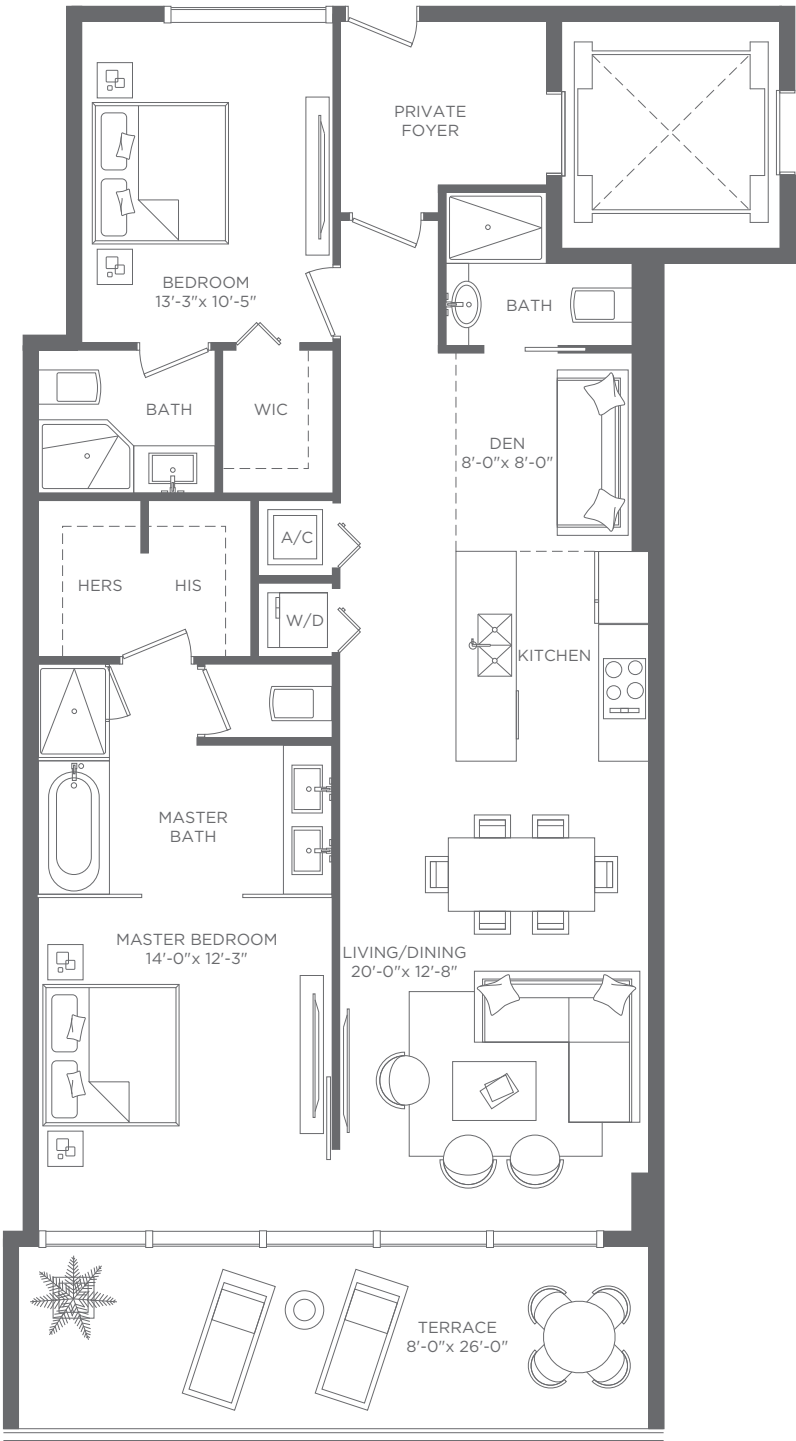 PRIVATE
FOYER
BEDROOM
13'-3"x 10'-5"
BATH
BATH
WIC
DEN
8'-0"x 8'-0"
A/C
HERS
HIS
W/D
KITCHEN
MASTER
BATH
MASTER BEDROOM
14'-0"x 12'-3"
LIVING/DINING
20'-0"x 12'-8"
TERRACE
8'-0"x 26'-0"